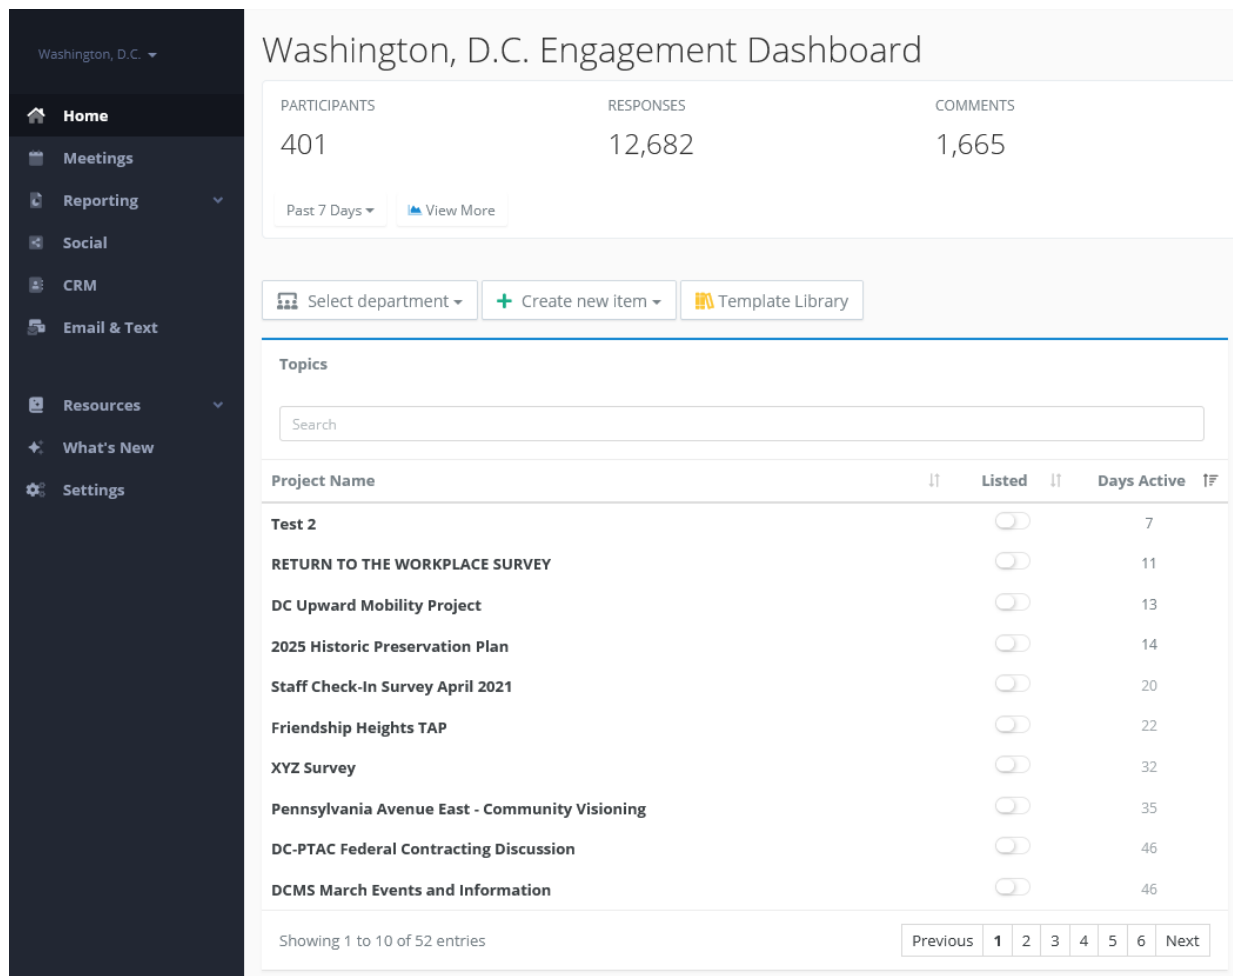 Washington, D.C.
Home
Meetings
Reporting
Social
CRM
Email & Text
Resources
What's New
Settings
Washington, D.C. Engagement Dashboard
PARTICIPANTS RESPONSES COMMENTS
401 12,682 1,665
Past 7 Days View More
Select department Create new item Template Library
Topics
Search
Project Name Listed Days Active
Test 2 7
RETURN TO THE WORKPLACE SURVEY 11
DC Upward Mobility Project 13
2025 Historic Preservation Plan 14
Staff Check-In Survey April 2021 20
Friendship Heights TAP 22
XYZ Survey 32
Pennsylvania Avenue East - Community Visioning 35
DC-PTAC Federal Contracting Discussion 46
DCMS March Events and Information 46
Showing 1 to 10 of 52 entries Previous 1 2 3 4 5 6 Next